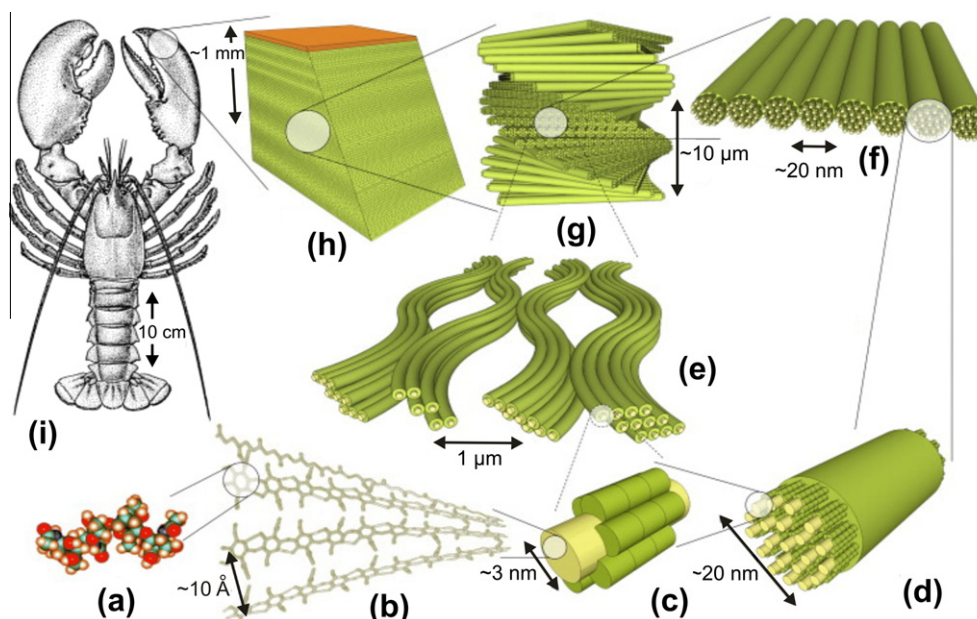 ~1 mm
(h)
~10 µm
(g)
~20 nm
(f)
10 cm
(i)
1 µm
(e)
(a)
~10 Å
(b)
~3 nm
(c)
~20 nm
(d)